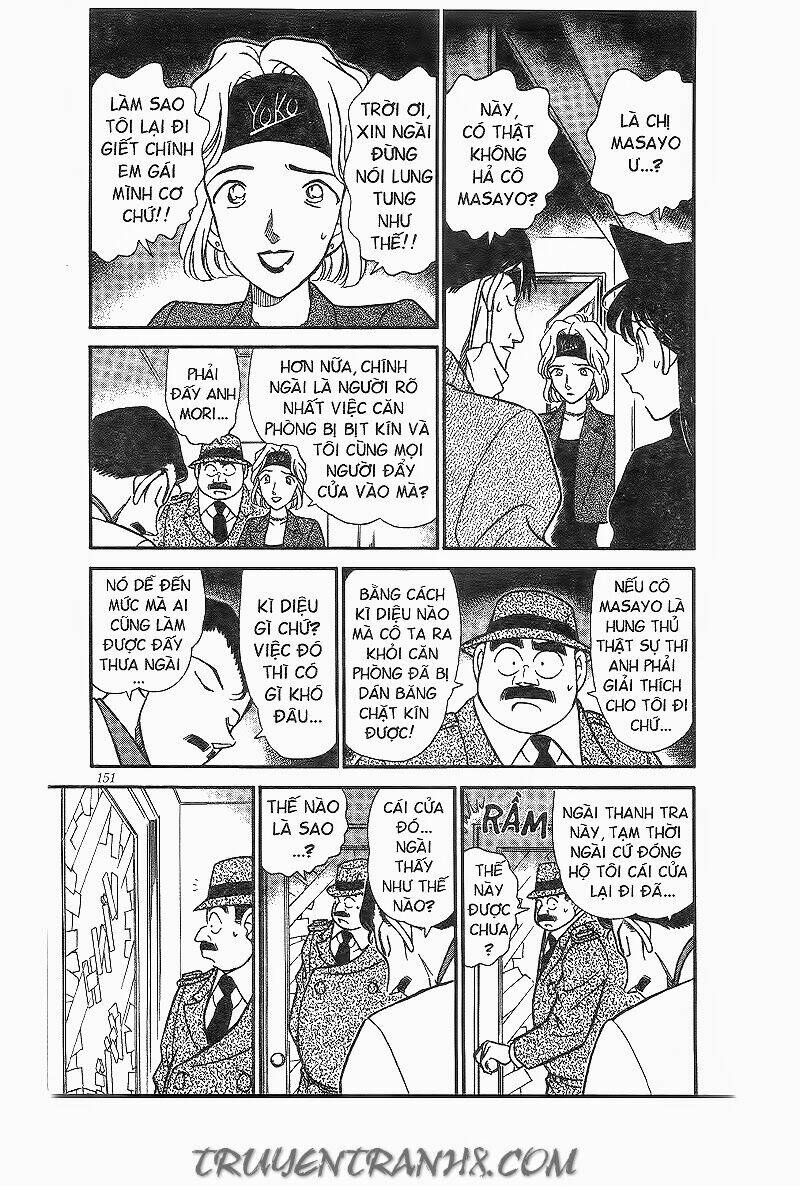 LÀ CHỊ
MASAYO
Ư...?
NÀY,
CÓ THẬT
KHÔNG
HẢ CÔ
MASAYO?
TRỜI ƠI,
XIN NGÀI
ĐỪNG
NÓI LUNG
TUNG
NHƯ
THẾ!!
YOKO
LÀM SAO
TÔI LẠI ĐI
GIẾT CHÍNH
EM GÁI
MÌNH CƠ
CHỨ!!
HƠN NỮA, CHÍNH
NGÀI LÀ NGƯỜI RÕ
NHẤT VIỆC CĂN
PHÒNG BỊ BỊT KÍN VÀ
TÔI CÙNG MỌI
NGƯỜI ĐẨY
CỬA VÀO MÀ?
PHẢI
ĐẤY ANH
MORI...
NẾU CÔ
MASAYO LÀ
HUNG THỦ
THẬT SỰ THÌ
ANH PHẢI
GIẢI THÍCH
CHO TÔI ĐI
CHỨ...
BẰNG CÁCH
KÌ DIỆU NÀO
MÀ CÔ TA RA
KHỎI CĂN
PHÒNG ĐÃ BỊ
DÁN BĂNG
CHẶT KÍN
ĐƯỢC!
KÌ DIỆU
GÌ CHỨ?
VIỆC ĐÓ
THÌ CÓ
GÌ KHÓ
ĐÂU...
NÓ DỄ ĐẾN
MỨC MÀ AI
CŨNG LÀM
ĐƯỢC ĐẤY
THƯA NGÀI
...
151
NGÀI THANH TRA
NÀY, TẠM THỜI
NGÀI CỨ ĐÓNG
HỘ TÔI CÁI CỬA
LẠI ĐI ĐÃ...
RẦM
THẾ
NÀY
ĐƯỢC
CHƯA
?
CÁI CỬA
ĐÓ...
NGÀI
THẤY
NHƯ THẾ
NÀO?
THẾ NÀO
LÀ SAO
...?
TRUYENTRANH8.COM